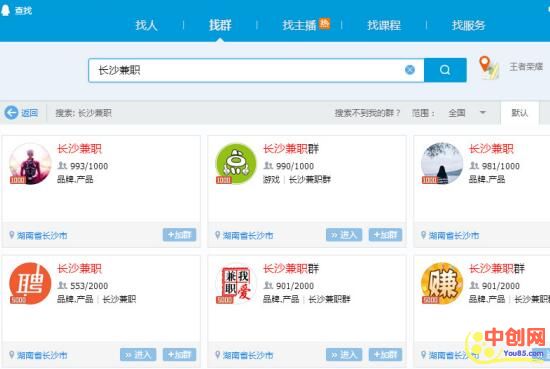 查找
找人
找群
找主播 热
找课程
找服务
长沙兼职
王者荣耀
返回
搜索: 长沙兼职
搜索不到我的群?
范围:
全国
默认
长沙兼职
993/1000
品牌,产品
1000
湖南省长沙市
+加群
长沙兼职群
990/1000
游戏 | 长沙兼职群
1000
湖南省长沙市
» 进入
+加群
长沙兼职
981/1000
品牌,产品
1000
湖南省长沙市
聘
长沙兼职
553/2000
品牌,产品 | 长沙兼职
5000
湖南省长沙市
» 进入
+加群
兼我
职爱
长沙兼职群
901/2000
品牌,产品 | 长沙兼职群
5000
湖南省长沙市
» 进入
+加群
赚
长沙兼职群
901/2000
品牌,产品 | 长沙兼职群
5000
湖南省长沙市
中创网
You85.com